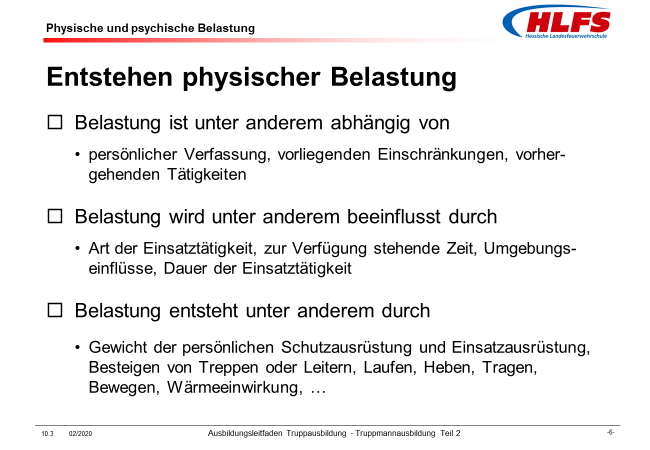 Physische und psychische Belastung
HLFS
Hessische Landesfeuerwehrschule
Entstehen physischer Belastung
Belastung ist unter anderem abhängig von
• persönlicher Verfassung, vorliegenden Einschränkungen, vorher-
gehenden Tätigkeiten
Belastung wird unter anderem beeinflusst durch
• Art der Einsatztätigkeit, zur Verfügung stehende Zeit, Umgebungs-
einflüsse, Dauer der Einsatztätigkeit
Belastung entsteht unter anderem durch
• Gewicht der persönlichen Schutzausrüstung und Einsatzausrüstung,
Besteigen von Treppen oder Leitern, Laufen, Heben, Tragen,
Bewegen, Wärmeeinwirkung, …
10.3 02/2020 Ausbildungsleitfaden Truppausbildung - Truppmannausbildung Teil 2 -6-